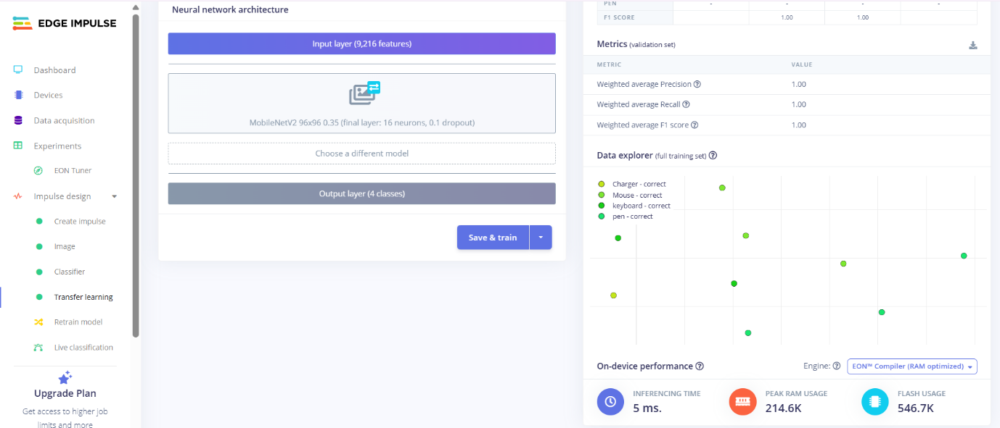 EDGE IMPULSE
Dashboard
Devices
Data acquisition
Experiments
EON Tuner
Impulse design
Create impulse
Image
Classifier
Transfer learning
Retrain model
Live classification
Upgrade Plan
Get access to higher job
limits and more
Neural network architecture
Input layer (9,216 features)
MobileNetV2 96x96 0.35 (final layer: 16 neurons, 0.1 dropout)
Choose a different model
Output layer (4 classes)
Save & train
PEN - - - -
F1 SCORE 1.00 1.00
Metrics (validation set)
METRIC VALUE
Weighted average Precision 1.00
Weighted average Recall 1.00
Weighted average F1 score 1.00
Data explorer (full training set)
Charger - correct
Mouse - correct
keyboard - correct
pen - correct
On-device performance Engine: EON™ Compiler (RAM optimized)
INFERENCING TIME
5 ms.
PEAK RAM USAGE
214.6K
FLASH USAGE
546.7K